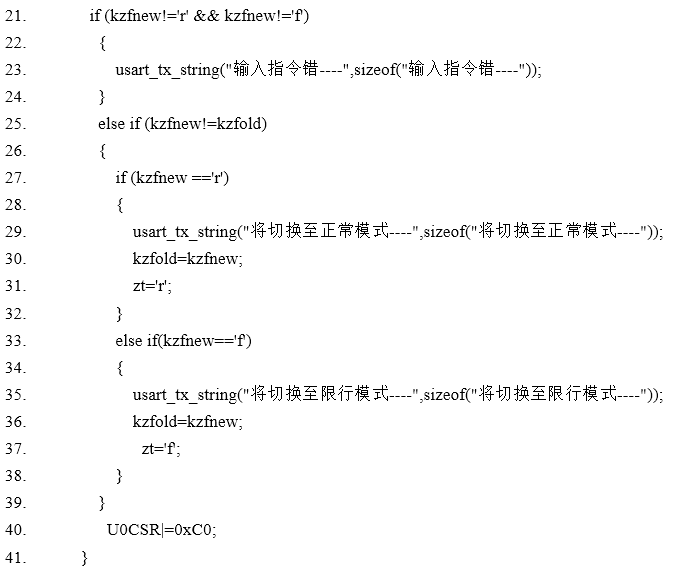 21. if (kzfnew!='r' && kzfnew!='f')
22. {
23. usart_tx_string("输入指令错----",sizeof("输入指令错----"));
24. }
25. else if (kzfnew!=kzfold)
26. {
27. if (kzfnew =='r')
28. {
29. usart_tx_string("将切换至正常模式----",sizeof("将切换至正常模式----"));
30. kzfold=kzfnew;
31. zt='r';
32. }
33. else if(kzfnew=='f')
34. {
35. usart_tx_string("将切换至限行模式----",sizeof("将切换至限行模式----"));
36. kzfold=kzfnew;
37. zt='f';
38. }
39. }
40. U0CSR|=0xC0;
41. }